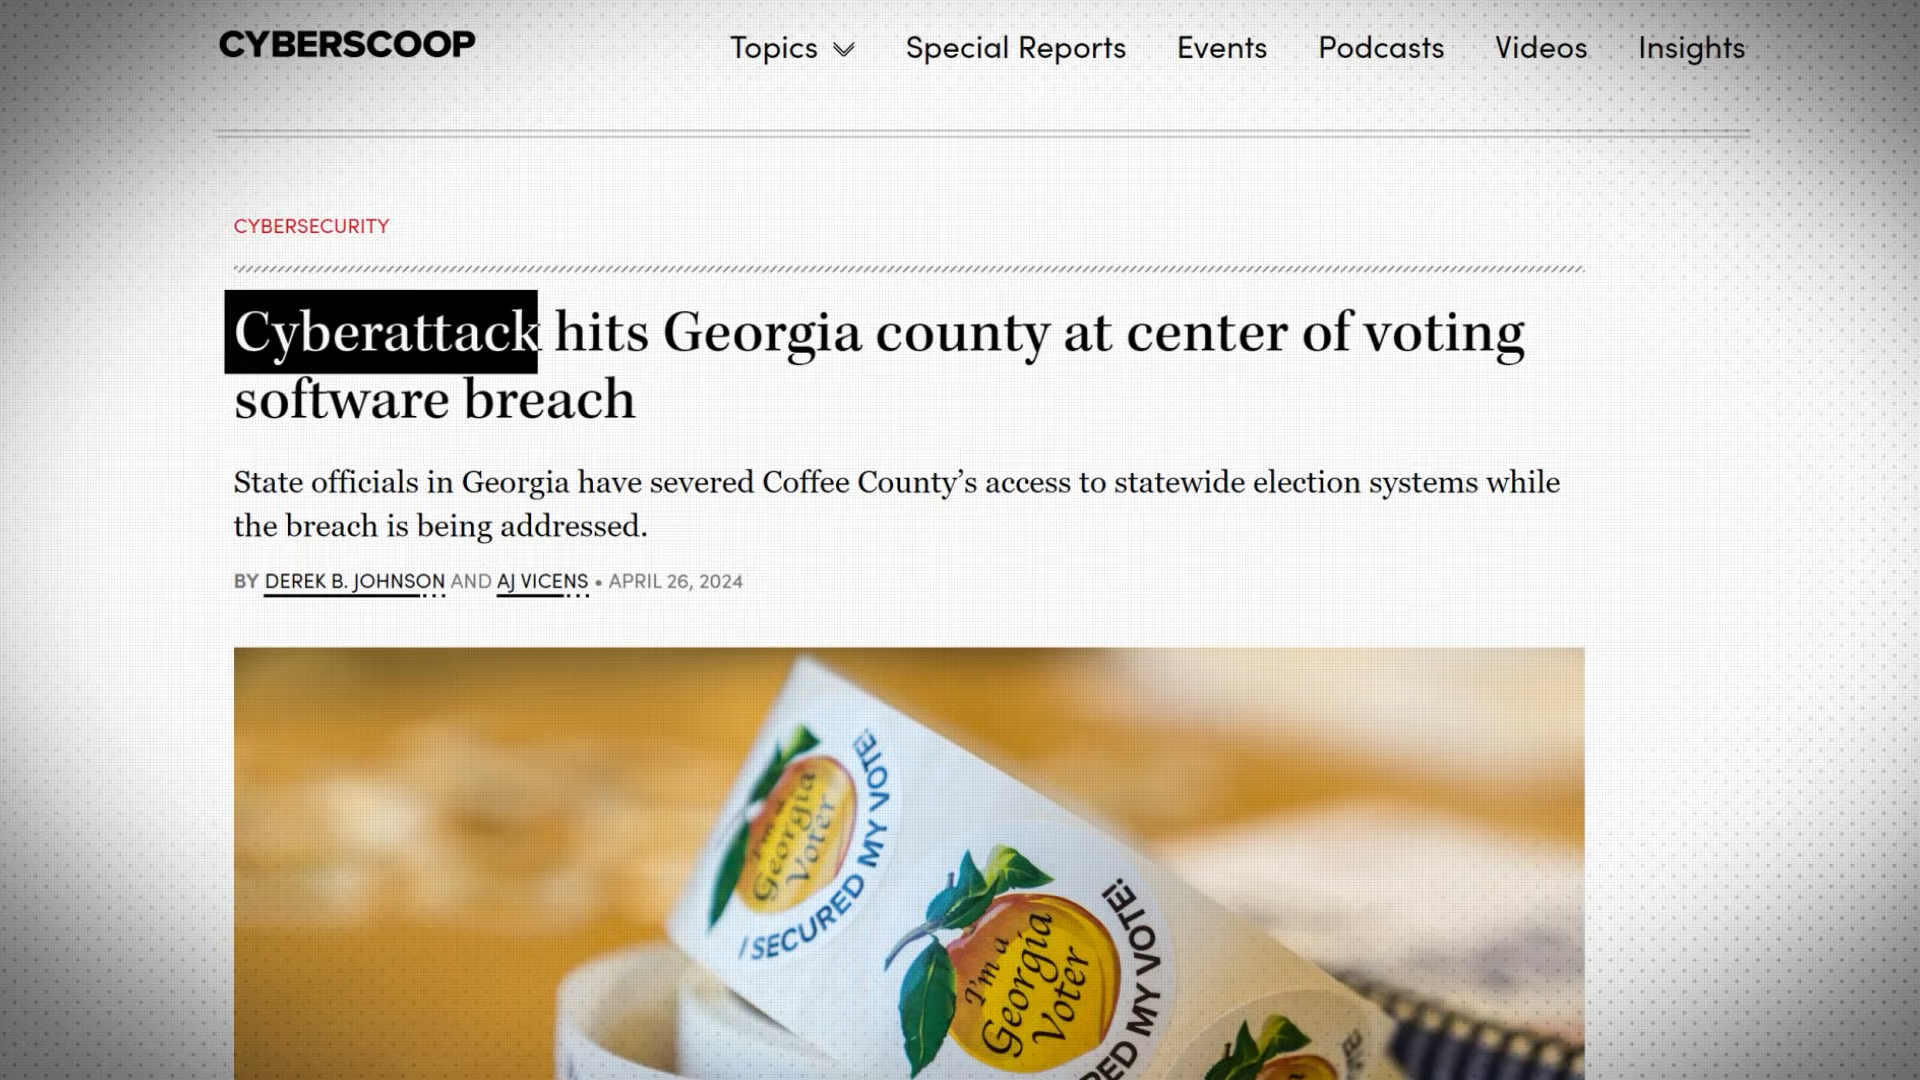 CYBERSCOOP
Topics Special Reports Events Podcasts Videos Insights
CYBERSECURITY
Cyberattack hits Georgia county at center of voting
software breach
State officials in Georgia have severed Coffee County’s access to statewide election systems while
the breach is being addressed.
BY DEREK B. JOHNSON AND AJ VICENS • APRIL 26, 2024
I'm a
Georgia
Voter
I SECURED MY VOTE!
I'm a
Georgia
Voter
RED MY VOTE!